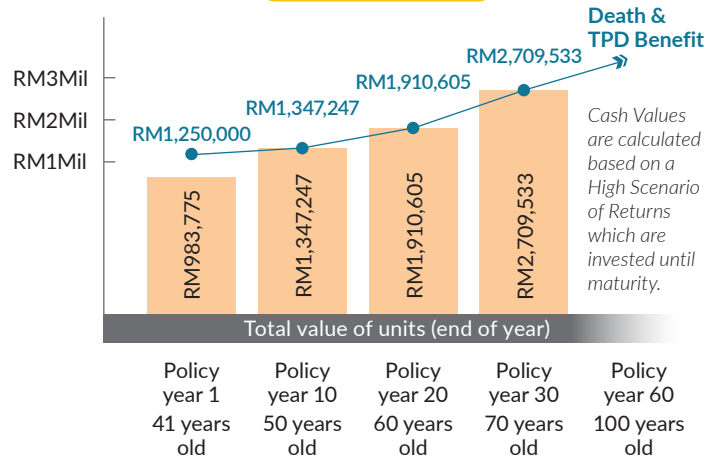 Death &
TPD Benefit
RM3Mil
RM2Mil
RM1Mil
RM1,250,000
RM1,347,247
RM1,910,605
RM2,709,533
RM983,775
RM1,347,247
RM1,910,605
RM2,709,533
Cash Values
are calculated
based on a
High Scenario
of Returns
which are
invested until
maturity.
Total value of units (end of year)
Policy
year 1
41 years
old
Policy
year 10
50 years
old
Policy
year 20
60 years
old
Policy
year 30
70 years
old
Policy
year 60
100 years
old